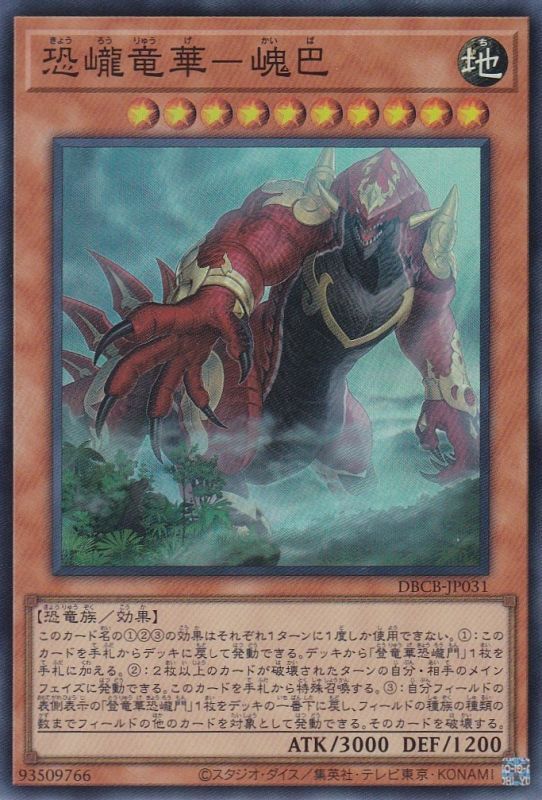 恐巄竜華－㟴巴
地
DBCB-JP031
【恐竜族／効果】
このカード名の①②③の効果はそれぞれ1ターンに1度しか使用できない。①：この
カードを手札からデッキに戻して発動できる。デッキから「登竜華恐巄門」1枚を
手札に加える。②：2枚以上のカードが破壊されたターンの自分・相手のメイン
フェイズに発動できる。このカードを手札から特殊召喚する。③：自分フィールドの
表側表示の「登竜華恐巄門」1枚をデッキの一番下に戻し、フィールドの種族の種類の
数までフィールドの他のカードを対象として発動できる。そのカードを破壊する。
ATK/3000 DEF/1200
93509766 ©スタジオ・ダイス／集英社・テレビ東京・KONAMI